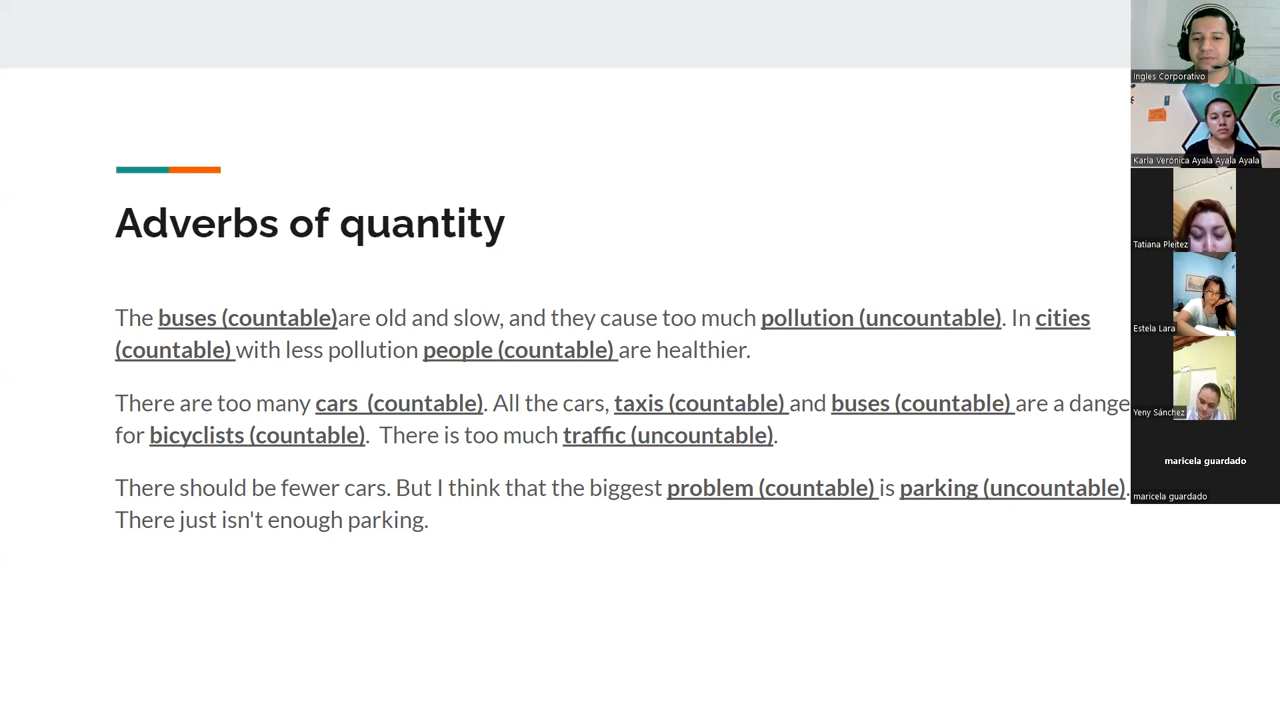 Adverbs of quantity
The buses (countable)are old and slow, and they cause too much pollution (uncountable). In cities
(countable) with less pollution people (countable) are healthier.
There are too many cars  (countable). All the cars, taxis (countable) and buses (countable) are a dange
for bicyclists (countable).  There is too much traffic (uncountable).
There should be fewer cars. But I think that the biggest problem (countable) is parking (uncountable).
There just isn't enough parking.
Ingles Corporativo
Karla Verónica Ayala Ayala Ayala
Tatiana Pleitez
Estela Lara
Yeny Sánchez
maricela guardado
maricela guardado